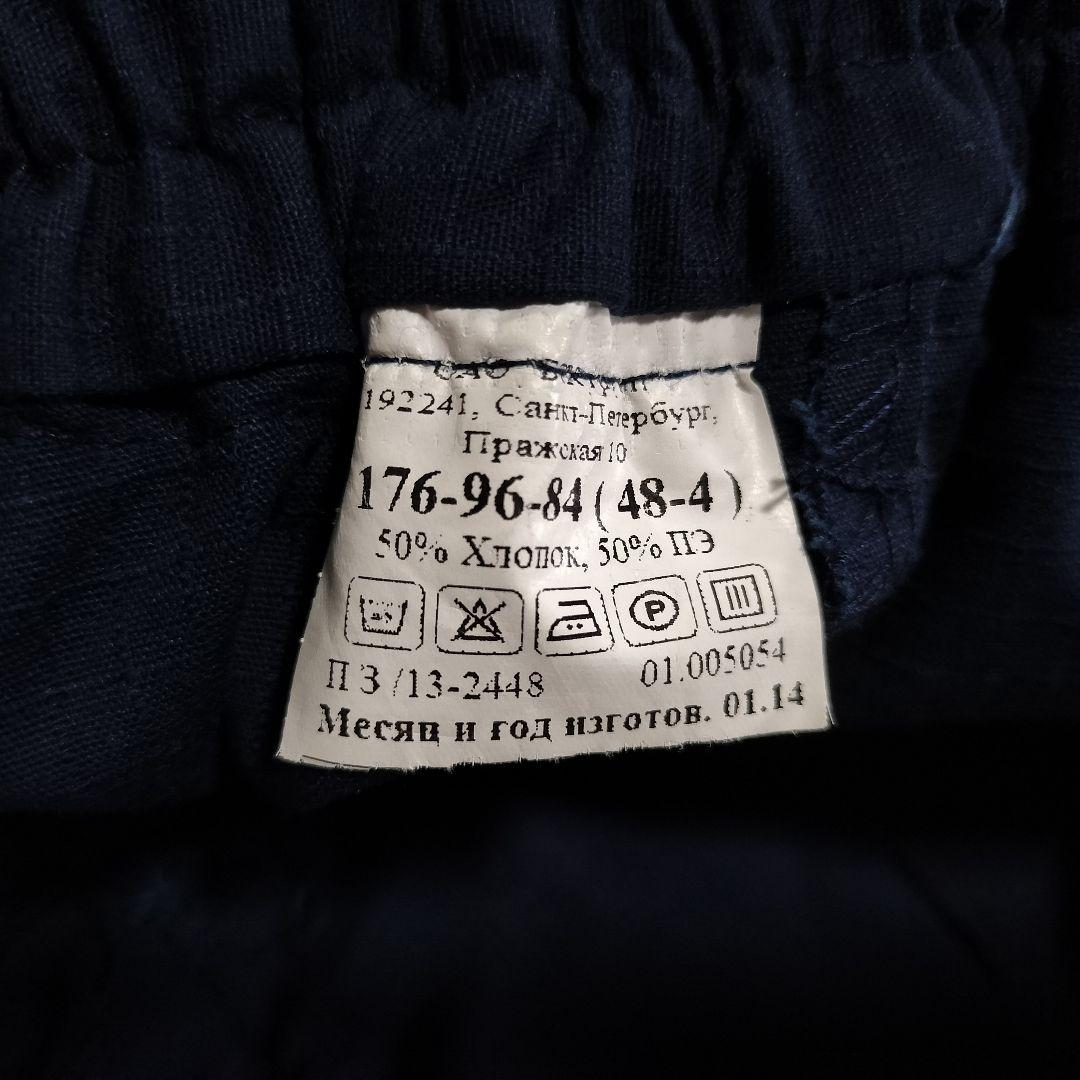 ОАО
192241, Санкт-Петербург,
Пражская 10
176-96-84 ( 48-4 )
50% Хлопок, 50% ПЭ
P
П З /13-2448
01.005054
Месяц и год изготов. 01.14